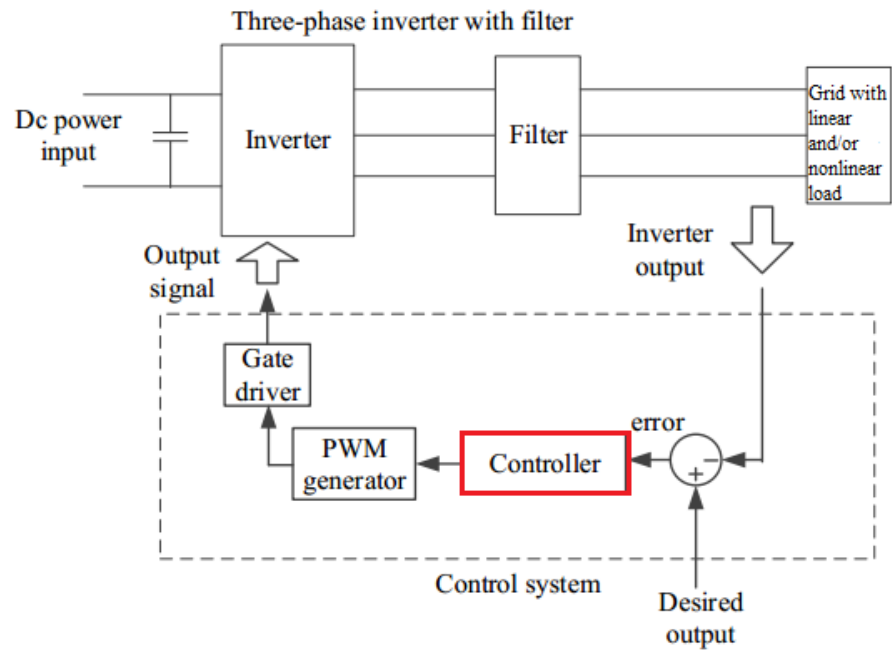 Three-phase inverter with filter
Dc power
input
Inverter
Filter
Grid with
linear
and/or
nonlinear
load
Output
signal
Inverter
output
Gate
driver
PWM
generator
Controller
error
−
+
Control system
Desired
output